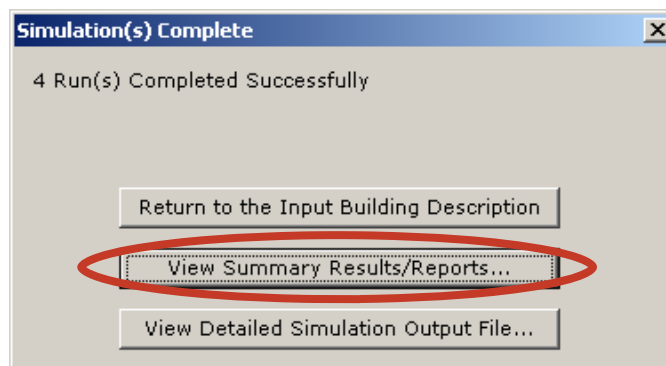 Simulation(s) Complete
4 Run(s) Completed Successfully
Return to the Input Building Description
View Summary Results/Reports...
View Detailed Simulation Output File...